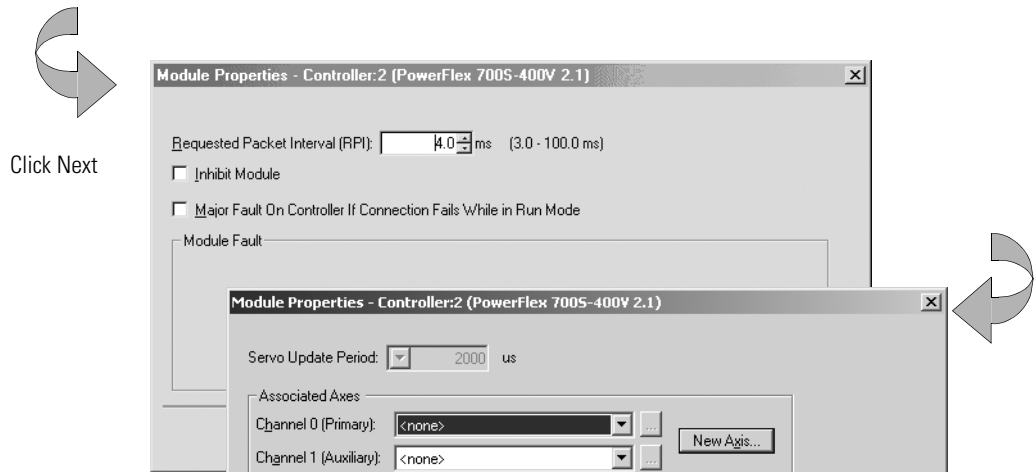 Module Properties - Controller:2 (PowerFlex 700S-400V 2.1)
Requested Packet Interval (RPI): 4.0 ms (3.0 - 100.0 ms)
Click Next
Inhibit Module
Major Fault On Controller If Connection Fails While in Run Mode
Module Fault
Module Properties - Controller:2 (PowerFlex 700S-400V 2.1)
Servo Update Period: 2000 us
Associated Axes
Channel 0 (Primary): <none> ...
New Axis...
Channel 1 (Auxiliary): <none> ...